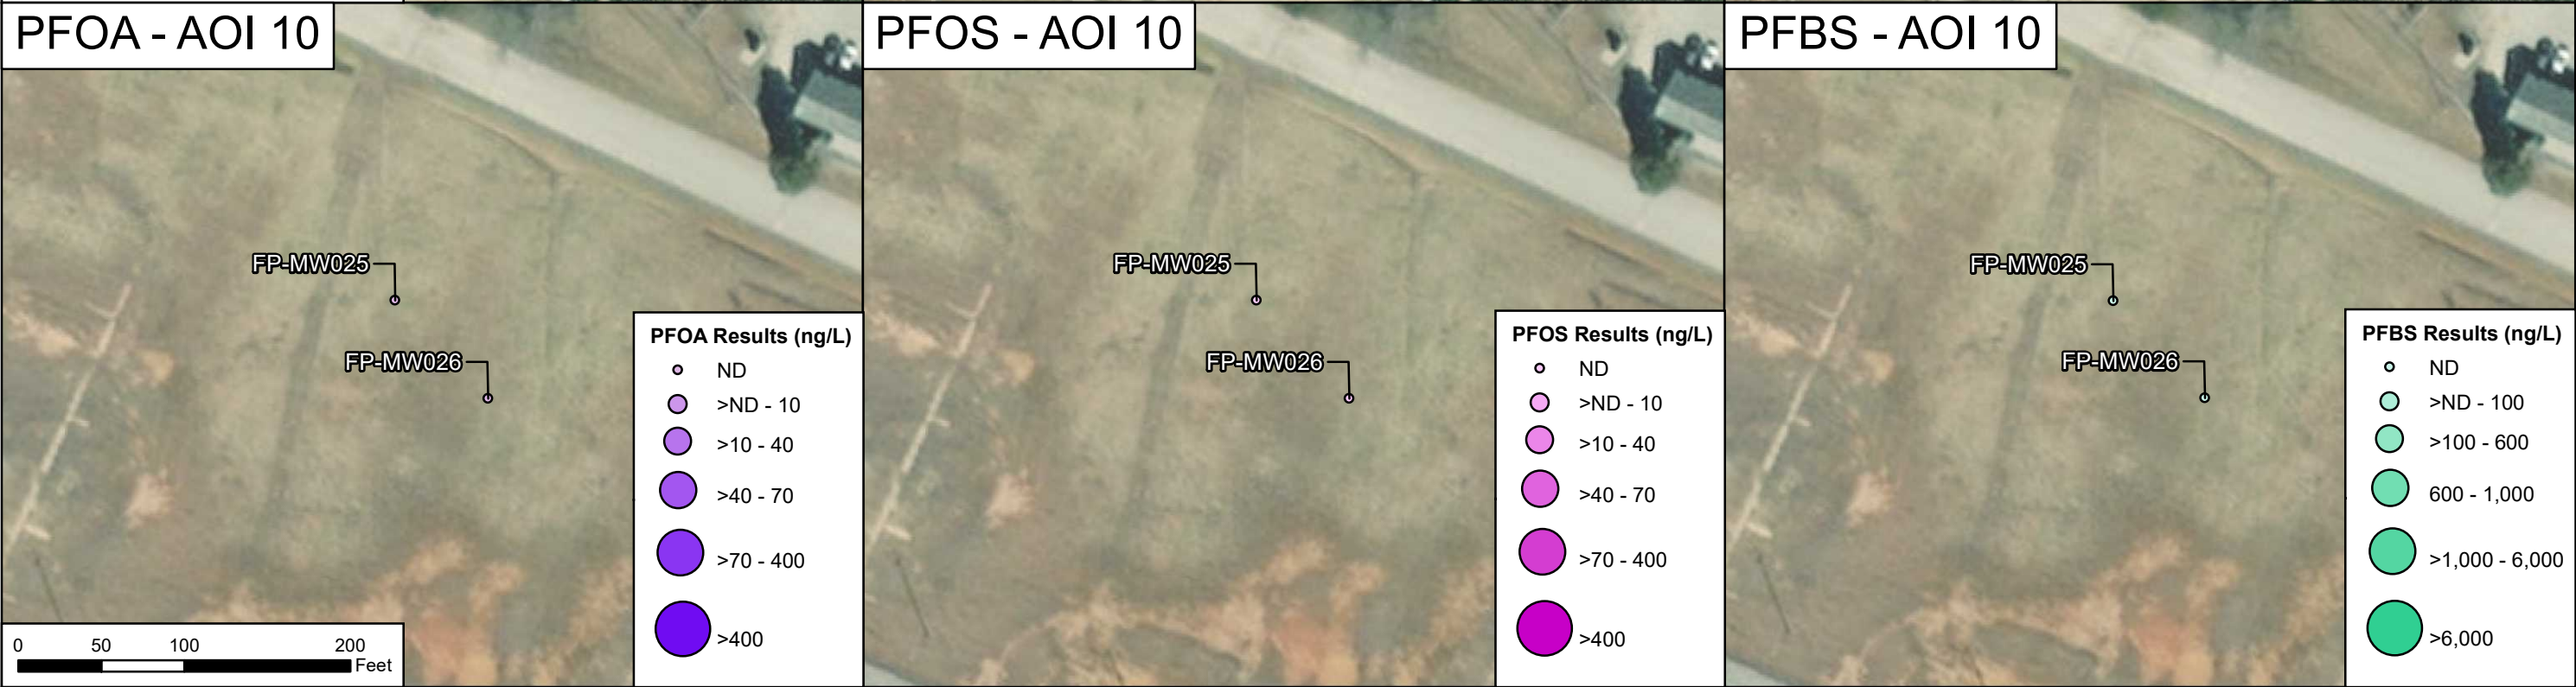 PFOA - AOI 10
FP-MW025
FP-MW026
PFOA Results (ng/L)
ND
>ND - 10
>10 - 40
>40 - 70
>70 - 400
>400
0 50 100 200
Feet
PFOS - AOI 10
FP-MW025
FP-MW026
PFOS Results (ng/L)
ND
>ND - 10
>10 - 40
>40 - 70
>70 - 400
>400
PFBS - AOI 10
FP-MW025
FP-MW026
PFBS Results (ng/L)
ND
>ND - 100
>100 - 600
600 - 1,000
>1,000 - 6,000
>6,000